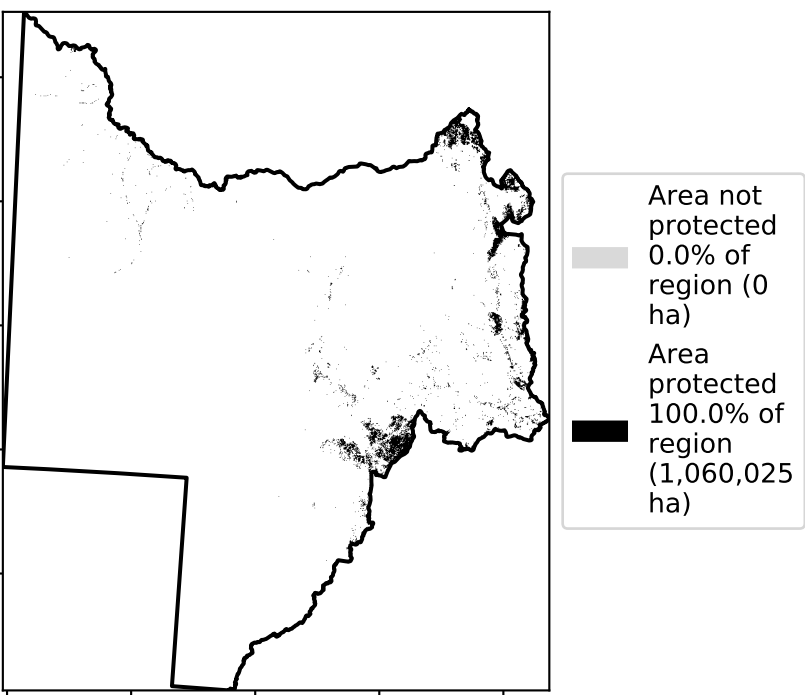 Area not
protected
0.0% of
region (0
ha)
Area
protected
100.0% of
region
(1,060,025
ha)